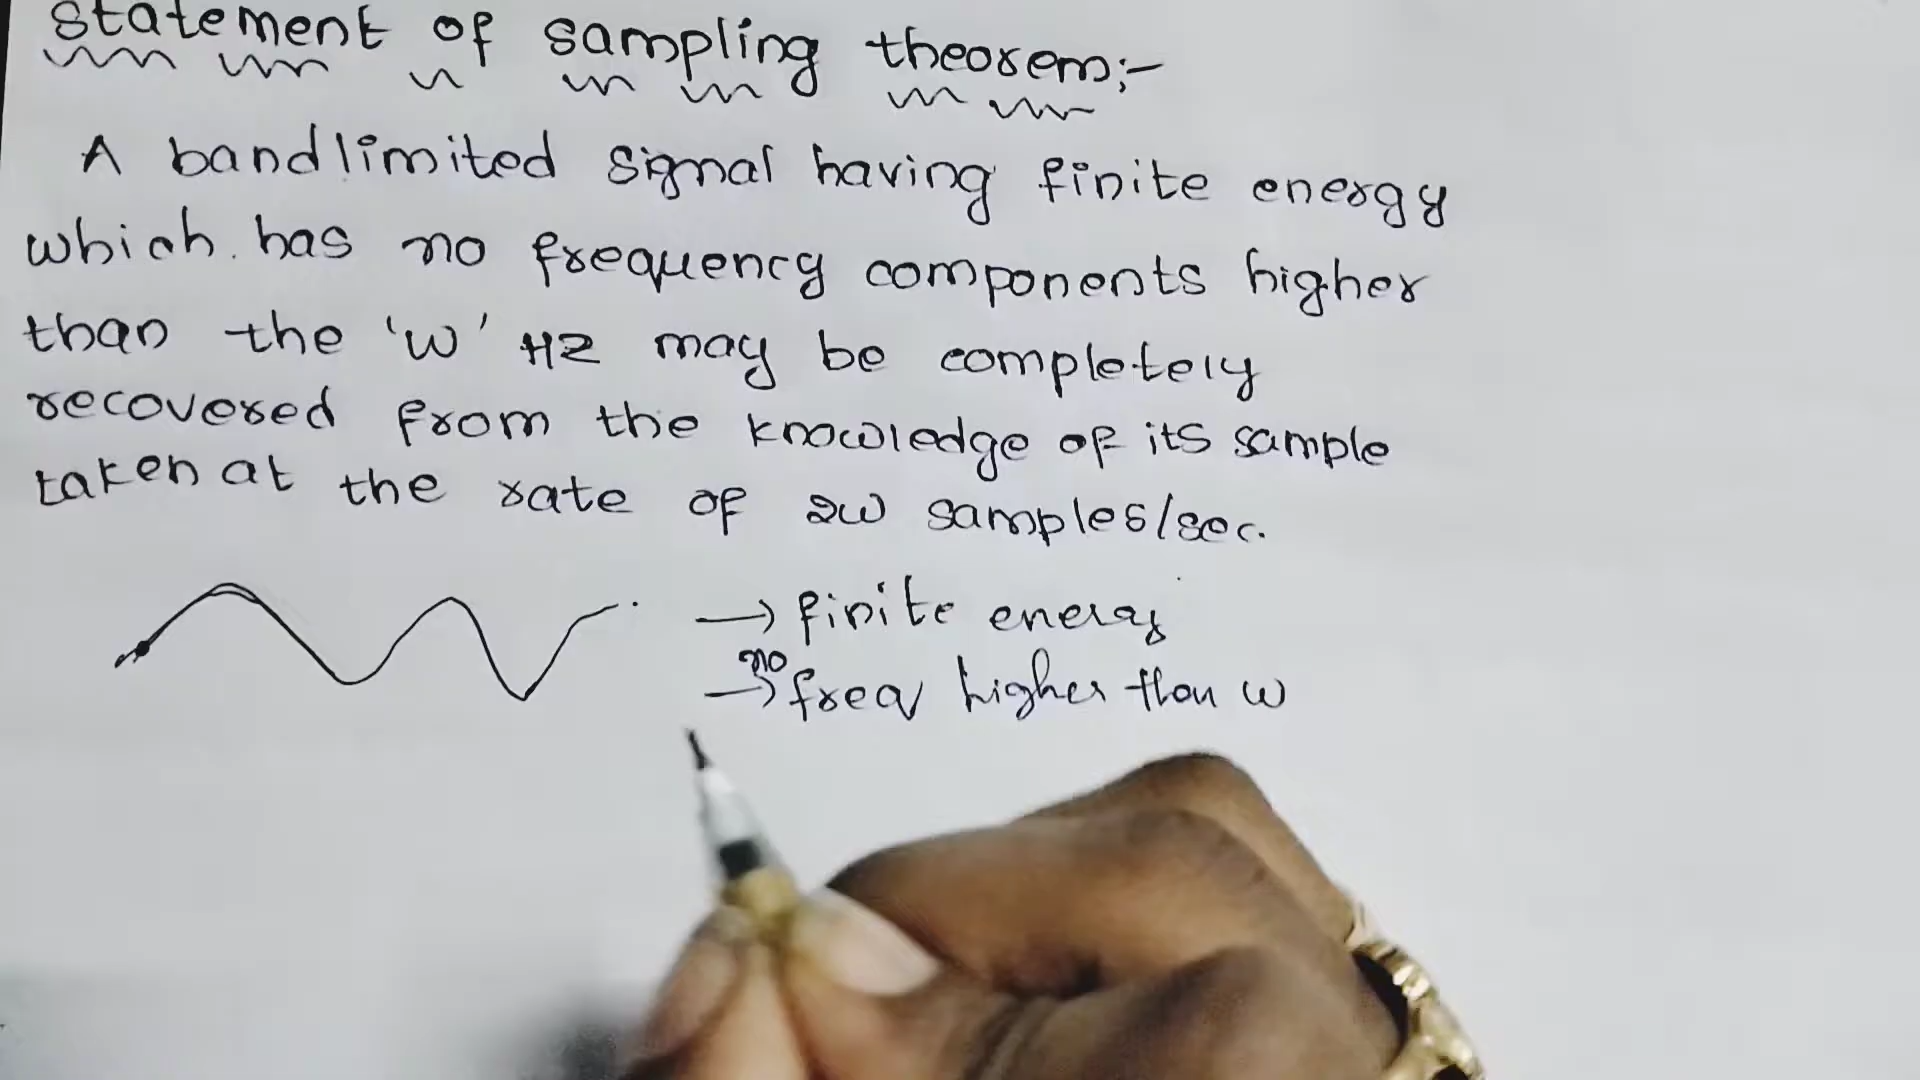 statement of sampling theorem:-
A bandlimited signal having finite energy
which has no frequency components higher
than the 'W' HZ may be completely
recovered from the knowledge of its sample
taken at the rate of 2W samples/sec.
→ finite energy
no
→ freq higher than w